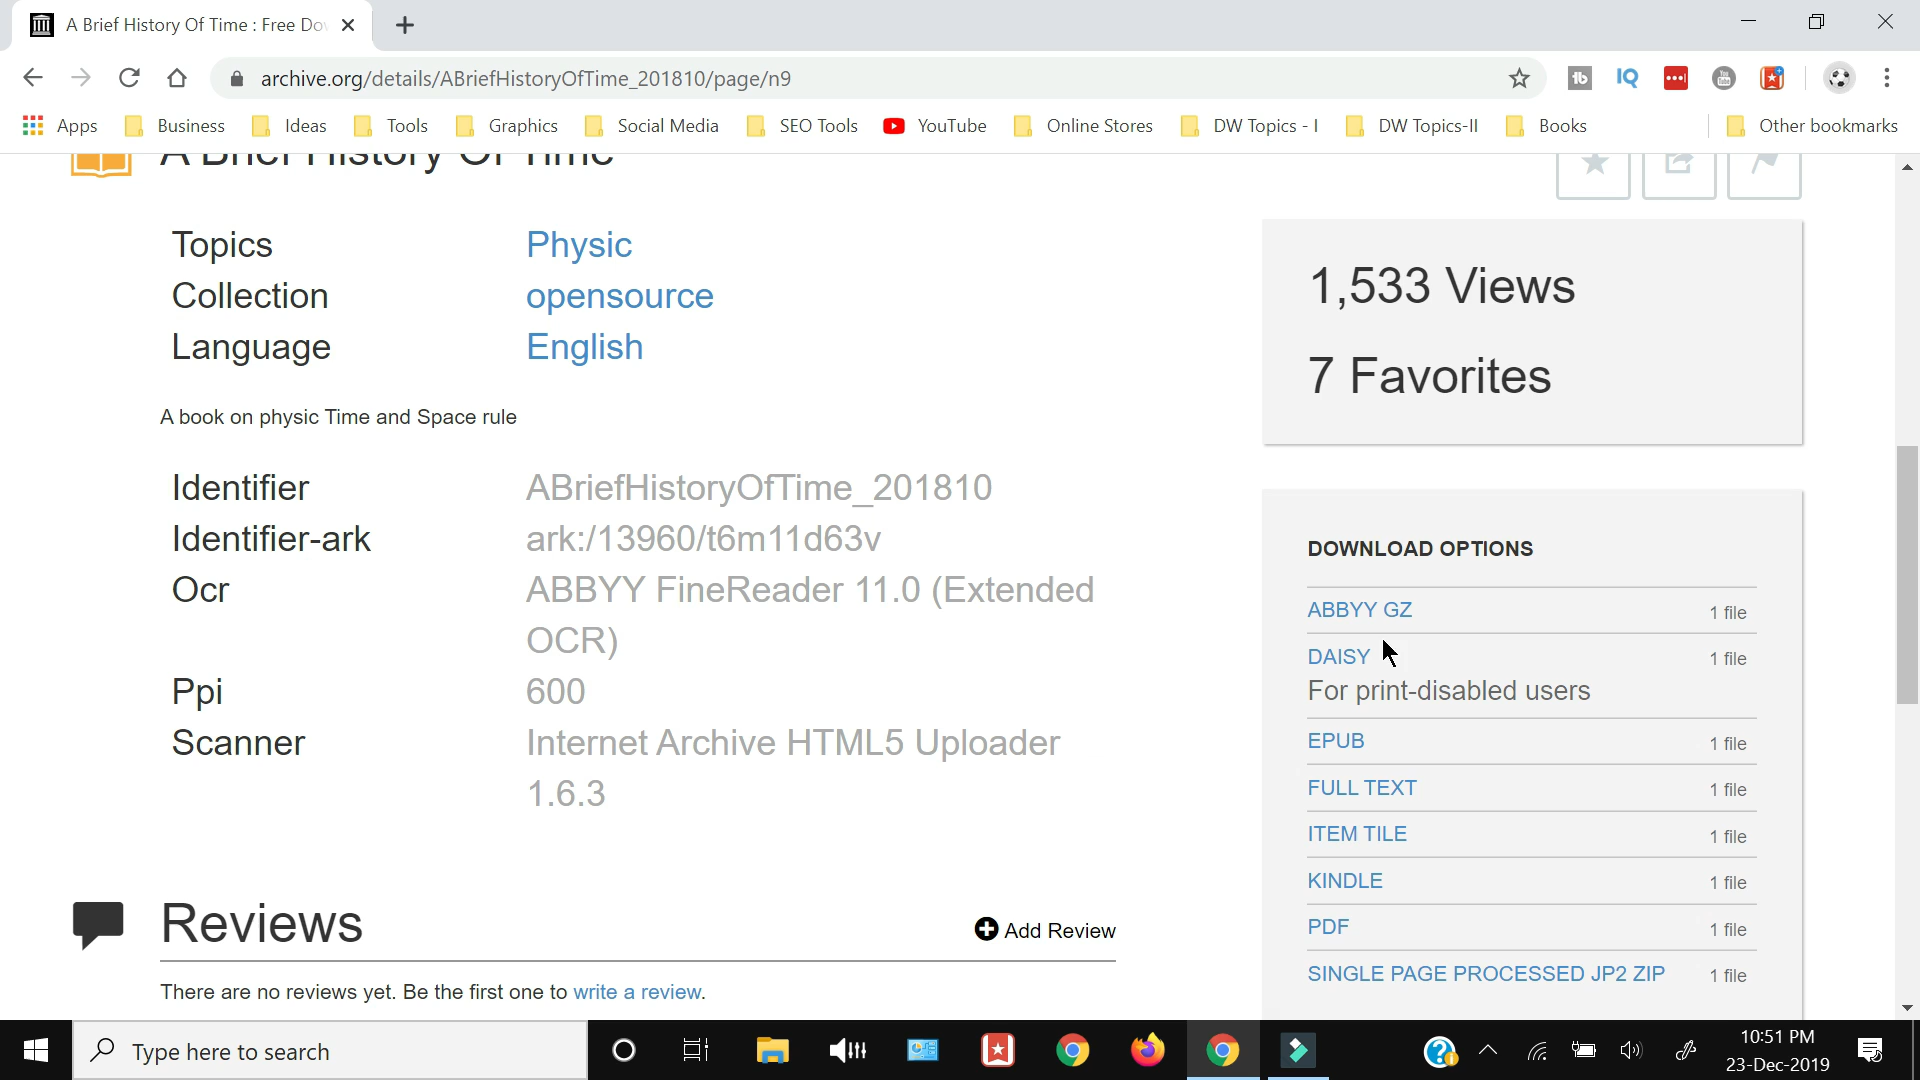 A Brief History Of Time : Free Do
archive.org/details/ABriefHistoryOfTime_201810/page/n9
Apps Business Ideas Tools Graphics Social Media SEO Tools YouTube Online Stores DW Topics - I DW Topics-II Books Other bookmarks
A Brief History Of Time
Topics Physic
Collection opensource
Language English
A book on physic Time and Space rule
Identifier ABriefHistoryOfTime_201810
Identifier-ark ark:/13960/t6m11d63v
Ocr ABBYY FineReader 11.0 (Extended
OCR)
Ppi 600
Scanner Internet Archive HTML5 Uploader
1.6.3
Reviews
Add Review
There are no reviews yet. Be the first one to write a review.
1,533 Views
7 Favorites
DOWNLOAD OPTIONS
ABBYY GZ 1 file
DAISY 1 file
For print-disabled users
EPUB 1 file
FULL TEXT 1 file
ITEM TILE 1 file
KINDLE 1 file
PDF 1 file
SINGLE PAGE PROCESSED JP2 ZIP 1 file
Type here to search
10:51 PM
23-Dec-2019